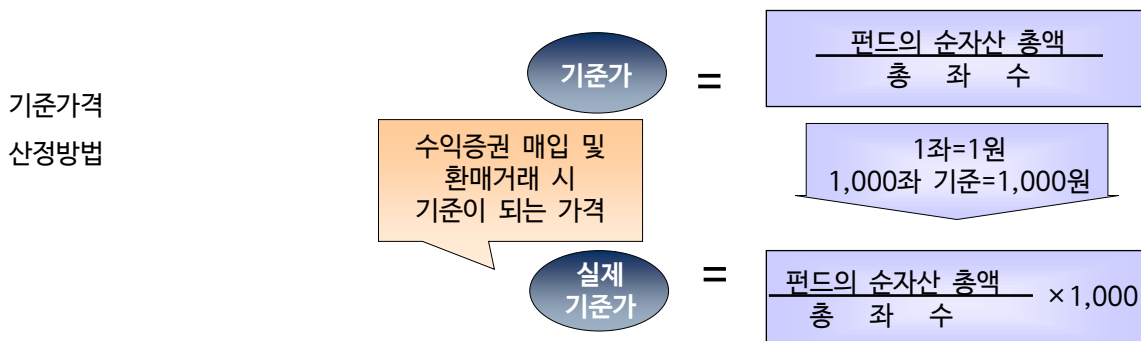 기준가격
산정방법
기준가
=
펀드의 순자산 총액
총 좌 수
수익증권 매입 및
환매거래 시
기준이 되는 가격
1좌=1원
1,000좌 기준=1,000원
실제
기준가
=
펀드의 순자산 총액
총 좌 수
×1,000